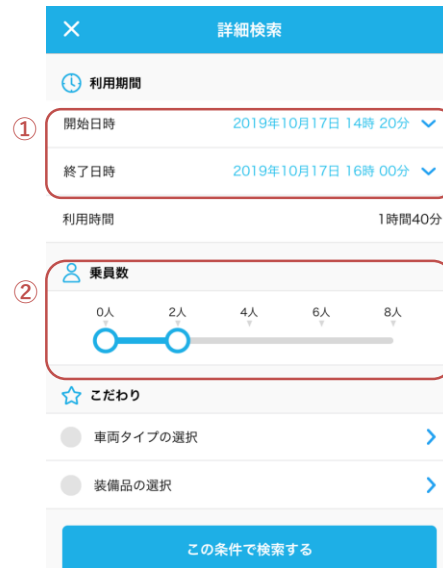 詳細検索
利用期間
①
開始日時 2019年10月17日 14時 20分
終了日時 2019年10月17日 16時 00分
利用時間 1時間40分
②
乗員数
0人 2人 4人 6人 8人
こだわり
車両タイプの選択
装備品の選択
この条件で検索する